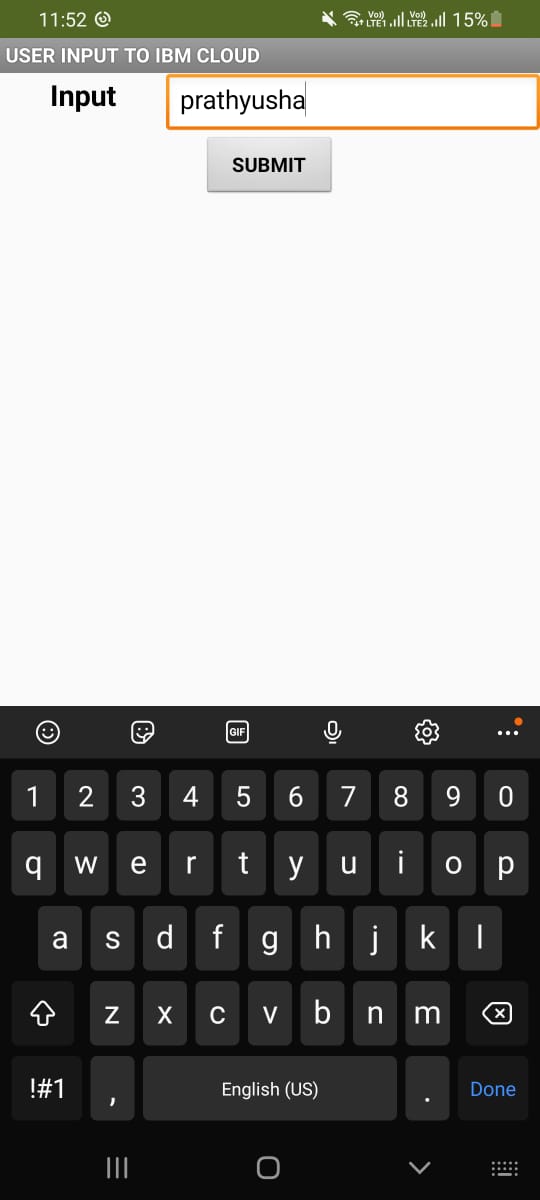 11:52 Vo)) LTE1 Vo)) LTE2 15%
USER INPUT TO IBM CLOUD
Input prathyusha
SUBMIT
GIF
1 2 3 4 5 6 7 8 9 0
q w e r t y u i o p
a s d f g h j k l
z x c v b n m
!#1 , English (US) . Done